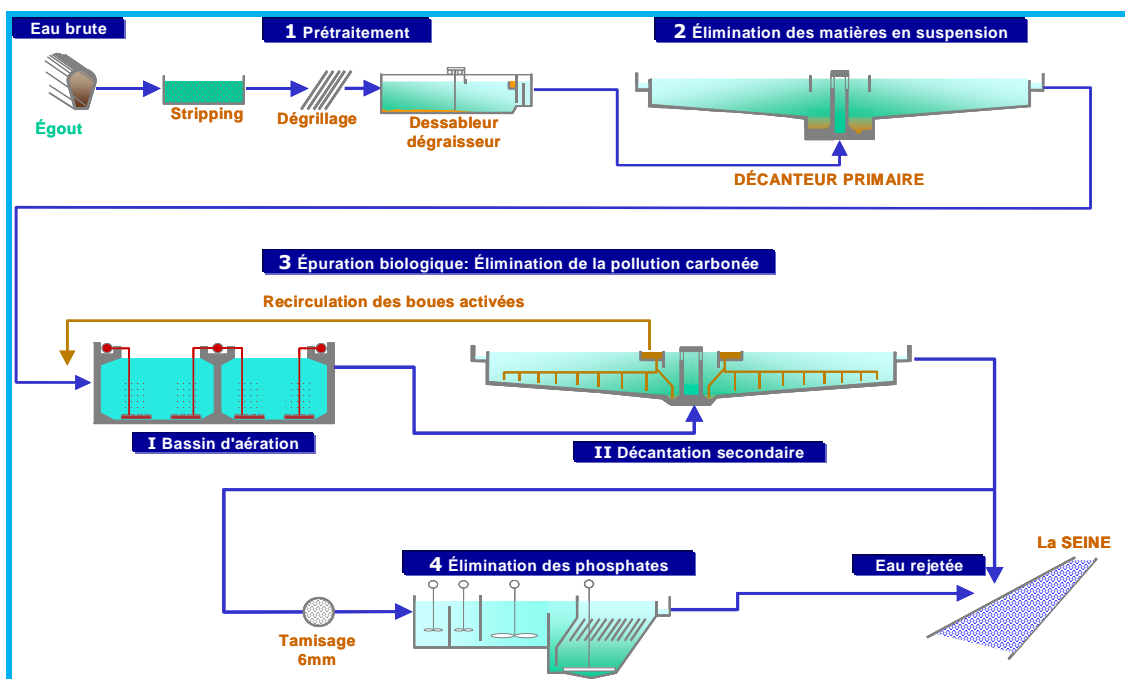 Eau brute
1 Prétraitement
2 Élimination des matières en suspension
Égout
Stripping
Dégrillage
Dessableur
dégraisseur
DÉCANTEUR PRIMAIRE
3 Épuration biologique: Élimination de la pollution carbonée
Recirculation des boues activées
I Bassin d'aération
II Décantation secondaire
4 Élimination des phosphates
Eau rejetée
La SEINE
Tamisage
6mm